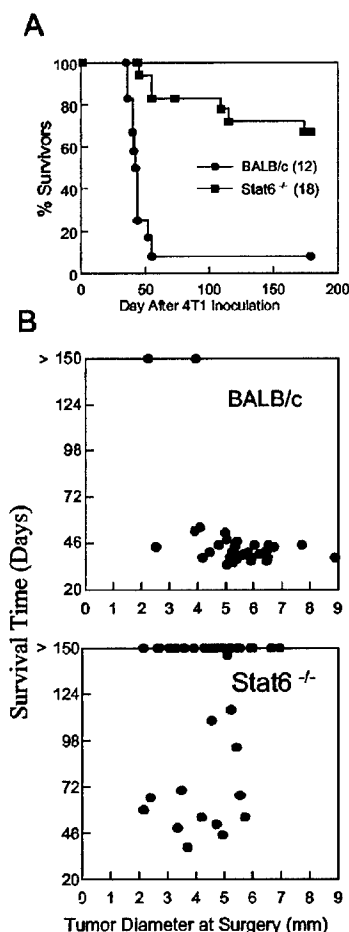 A
100
80
60
40
20
0
% Survivors
BALB/c (12)
Stat6 -/- (18)
0 50 100 150 200
Day After 4T1 Inoculation
B
Survival Time (Days)
> 150
124
98
72
46
20
BALB/c
0 1 2 3 4 5 6 7 8 9
> 150
124
98
72
46
20
Stat6 -/-
0 1 2 3 4 5 6 7 8 9
Tumor Diameter at Surgery (mm)